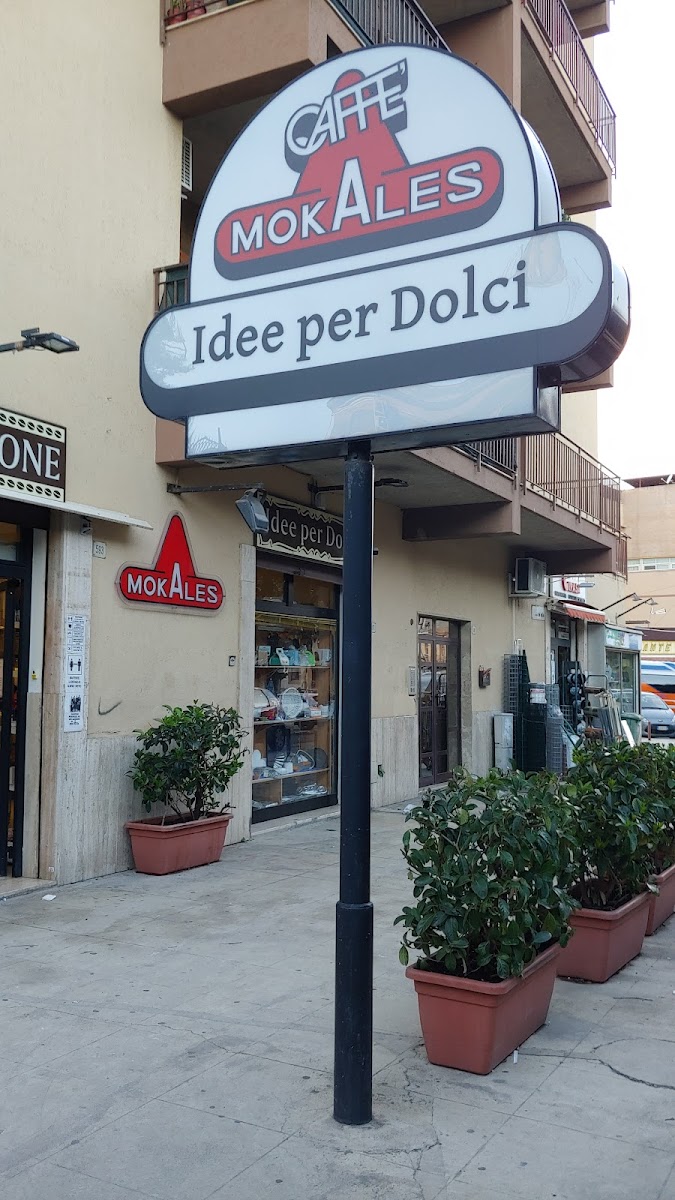 CAFFE'
MOKALES
Idee per Dolci
ONE
Idee per Do
MOKALES